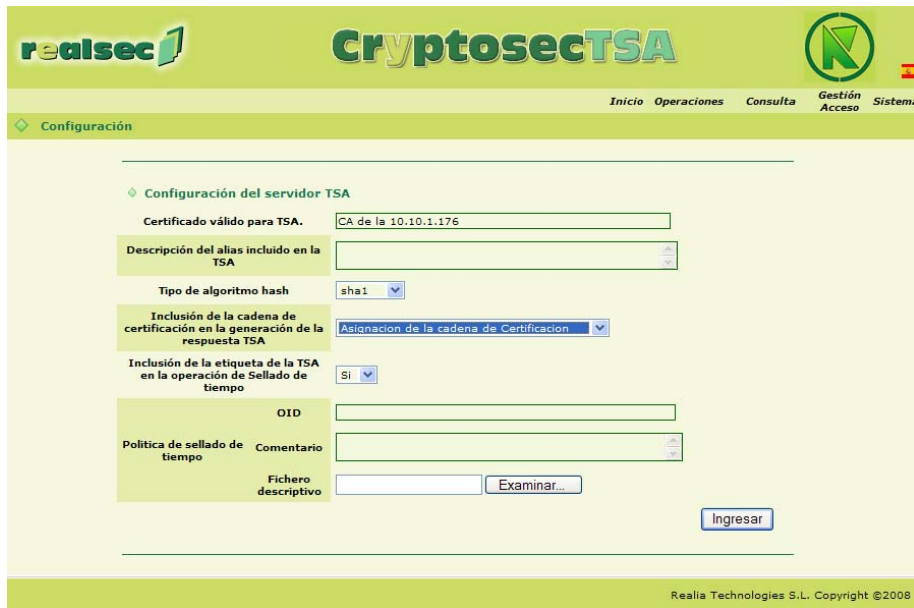 realsec
CryptosecTSA
Inicio Operaciones Consulta Gestión Acceso Sistema
Configuración
Configuración del servidor TSA
Certificado válido para TSA. CA de la 10.10.1.176
Descripción del alias incluido en la
TSA
Tipo de algoritmo hash sha1
Inclusión de la cadena de
certificación en la generación de la
respuesta TSA
Asignacion de la cadena de Certificacion
Inclusión de la etiqueta de la TSA
en la operación de Sellado de
tiempo
Si
OID
Politica de sellado de
tiempo
Comentario
Fichero
descriptivo
Examinar...
Ingresar
Realia Technologies S.L. Copyright ©2008